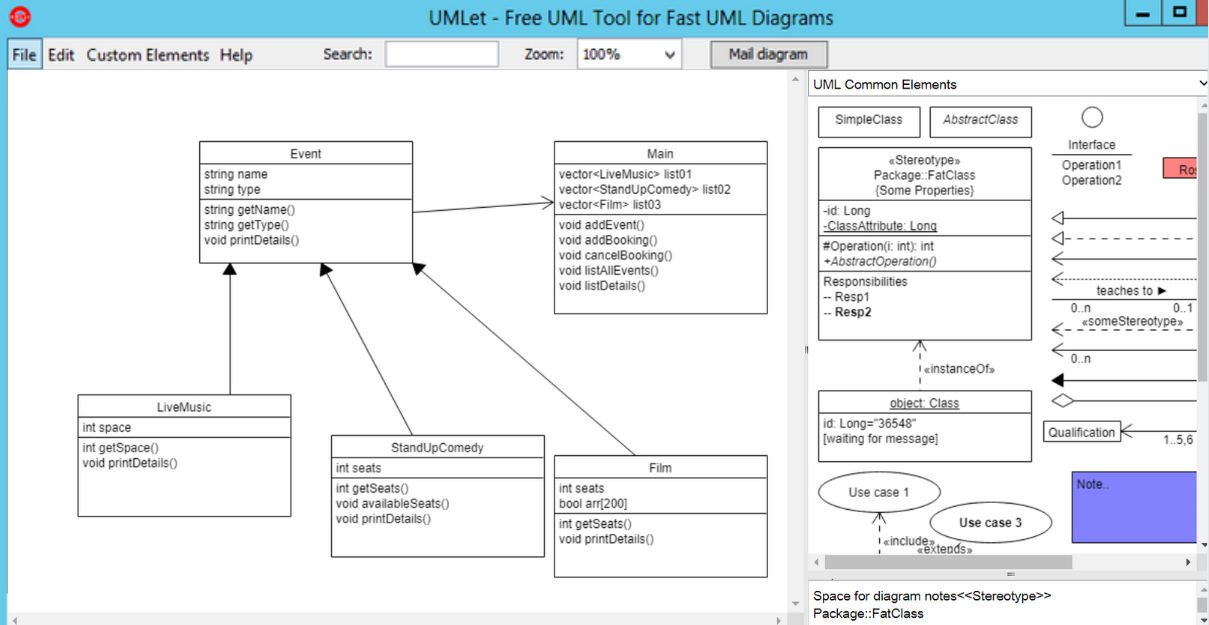 UMLet - Free UML Tool for Fast UML Diagrams
File Edit Custom Elements Help Search: Zoom: 100% Mail diagram
Event
string name
string type
string getName()
string getType()
void printDetails()
Main
vector<LiveMusic> list01
vector<StandUpComedy> list02
vector<Film> list03
void addEvent()
void addBooking()
void cancelBooking()
void listAllEvents()
void listDetails()
LiveMusic
int space
int getSpace()
void printDetails()
StandUpComedy
int seats
int getSeats()
void availableSeats()
void printDetails()
Film
int seats
bool arr[200]
int getSeats()
void printDetails()
UML Common Elements
SimpleClass
AbstractClass
«Stereotype»
Package::FatClass
{Some Properties}
-id: Long
-ClassAttribute: Long
#Operation(i: int): int
+AbstractOperation()
Responsibilities
-- Resp1
-- Resp2
«instanceOf»
object: Class
id: Long="36548"
[waiting for message]
Use case 1
Use case 3
«include»
«extends»
Interface
Operation1
Operation2
teaches to ►
0..n 0..1
«someStereotype»
0..n
Qualification
1..5,6
Note..
Space for diagram notes<<Stereotype>>
Package::FatClass